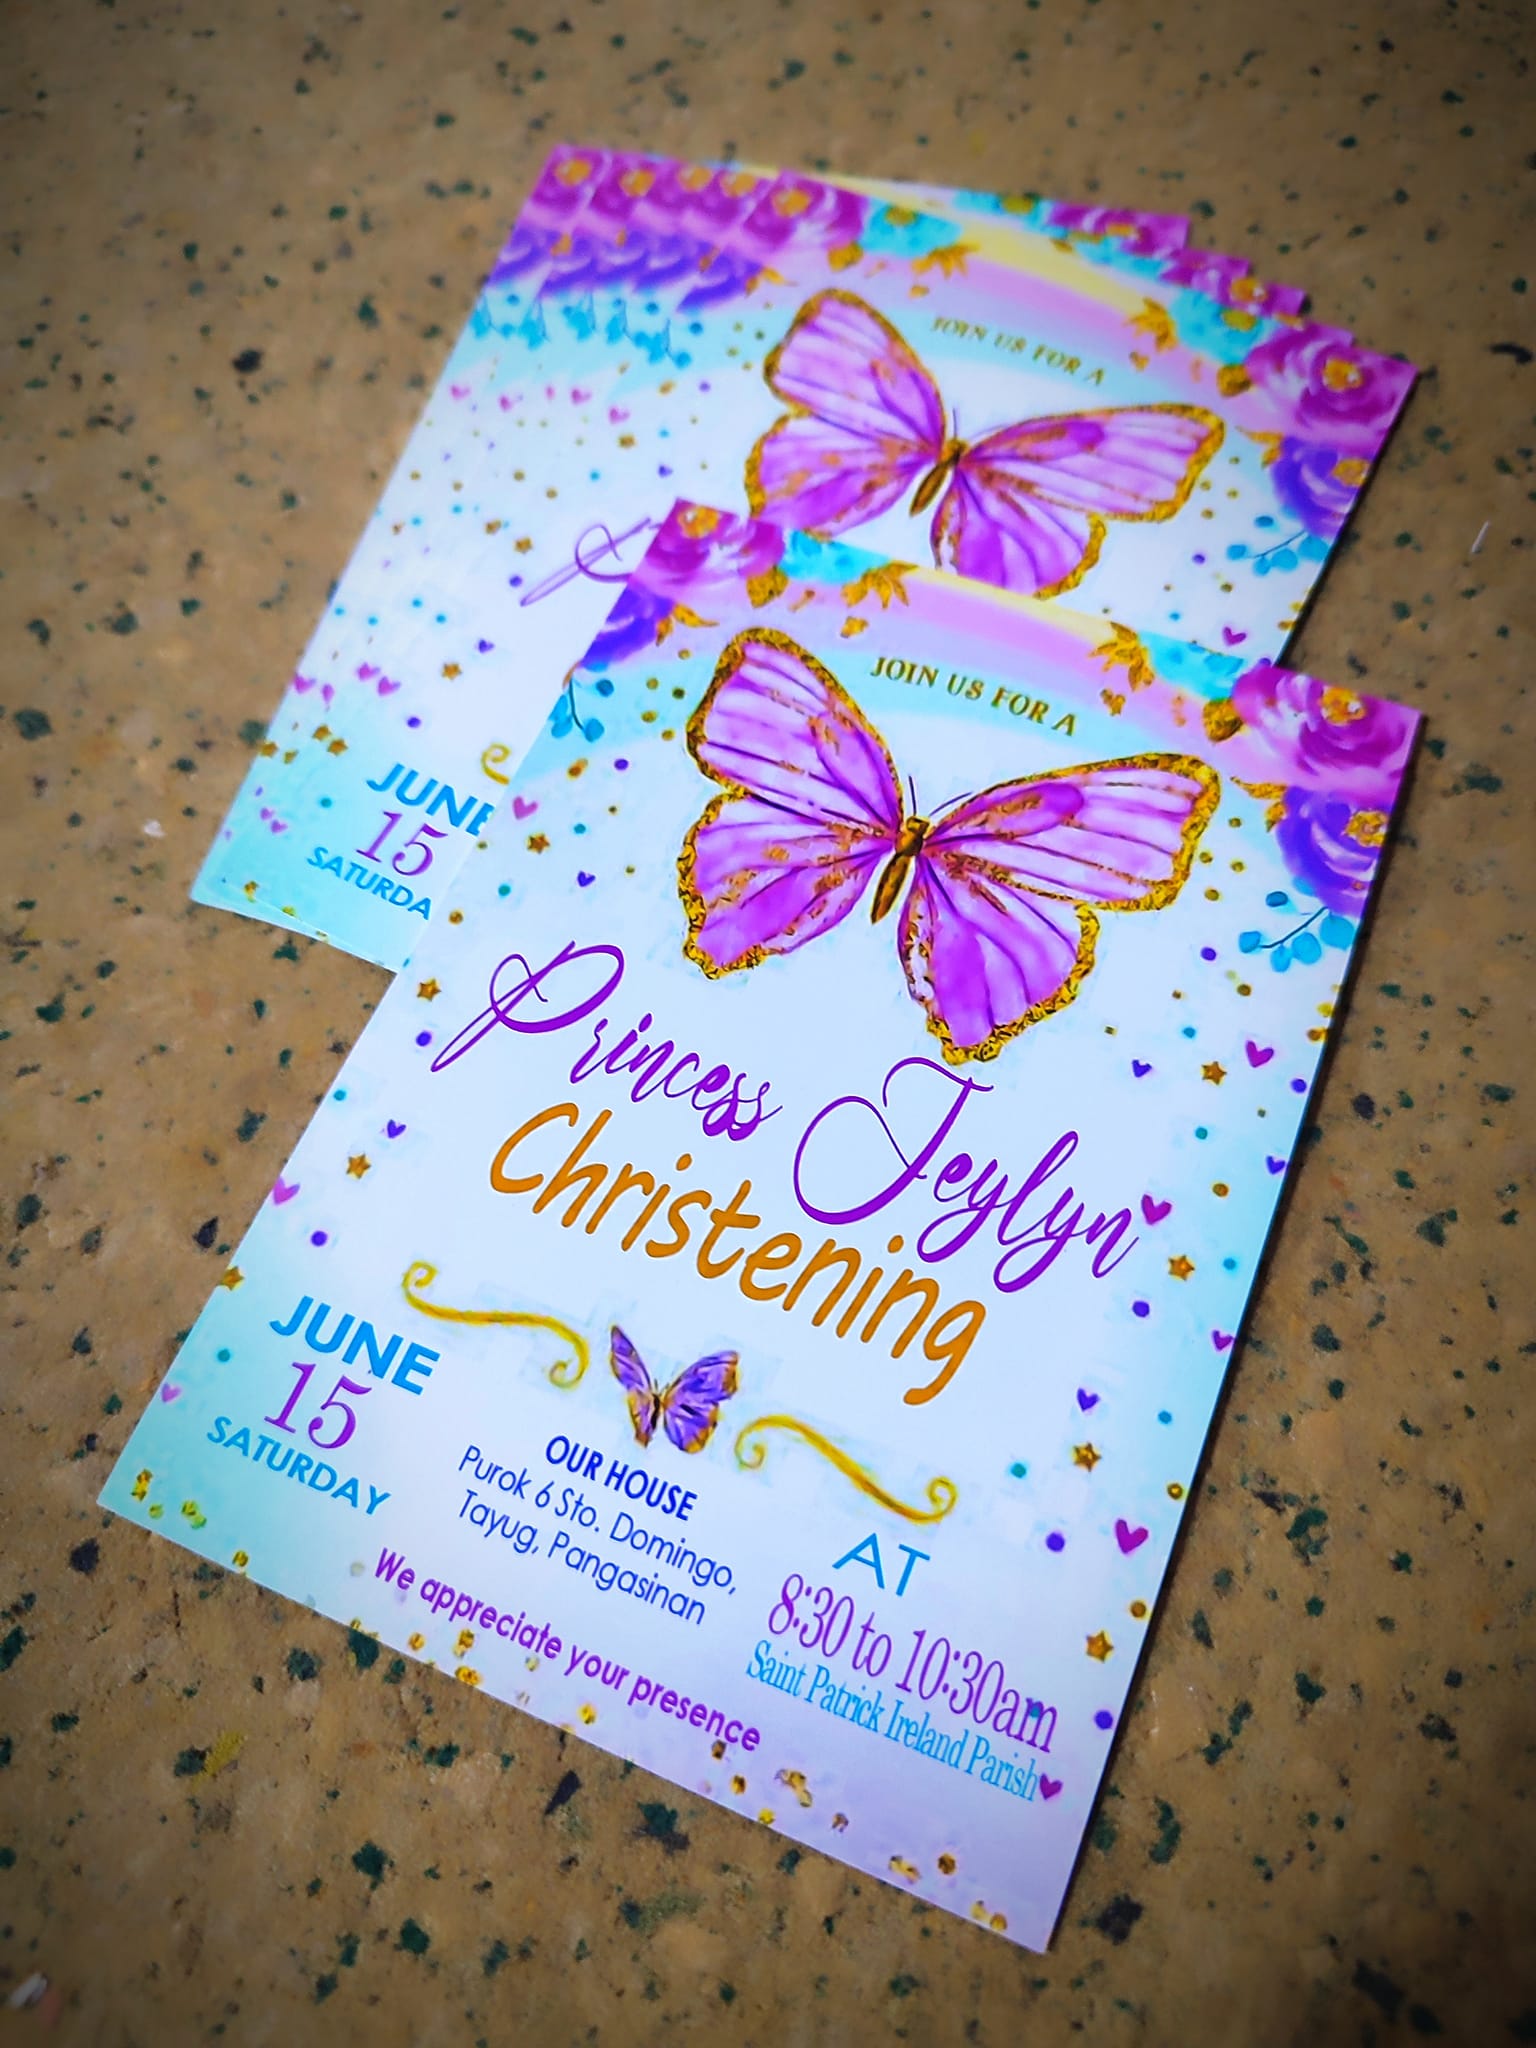 JOIN US FOR A
JUNE
15
SATURDA
JOIN US FOR A
Princess Jeylyn
Christening
JUNE
15
SATURDAY
OUR HOUSE
Purok 6 Sto. Domingo,
Tayug, Pangasinan
AT
8:30 to 10:30am
Saint Patrick Ireland Parish
We appreciate your presence